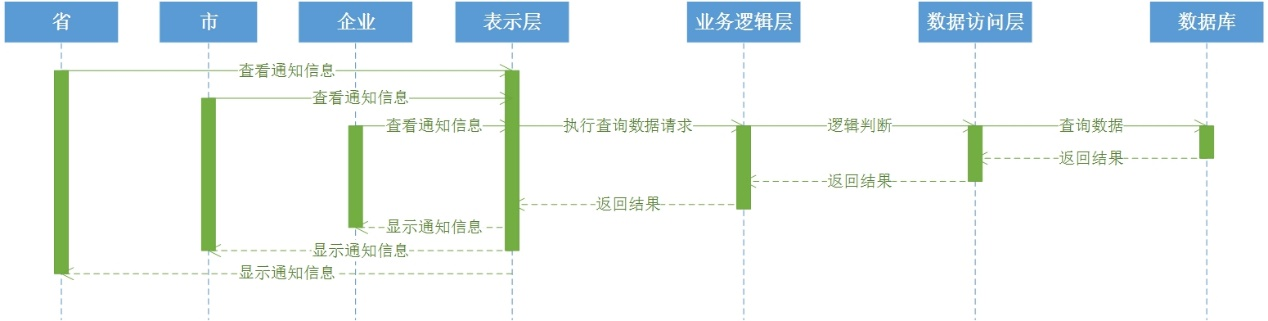 省
市
企业
表示层
业务逻辑层
数据访问层
数据库
查看通知信息
查看通知信息
查看通知信息
执行查询数据请求
逻辑判断
查询数据
返回结果
返回结果
返回结果
显示通知信息
显示通知信息
显示通知信息